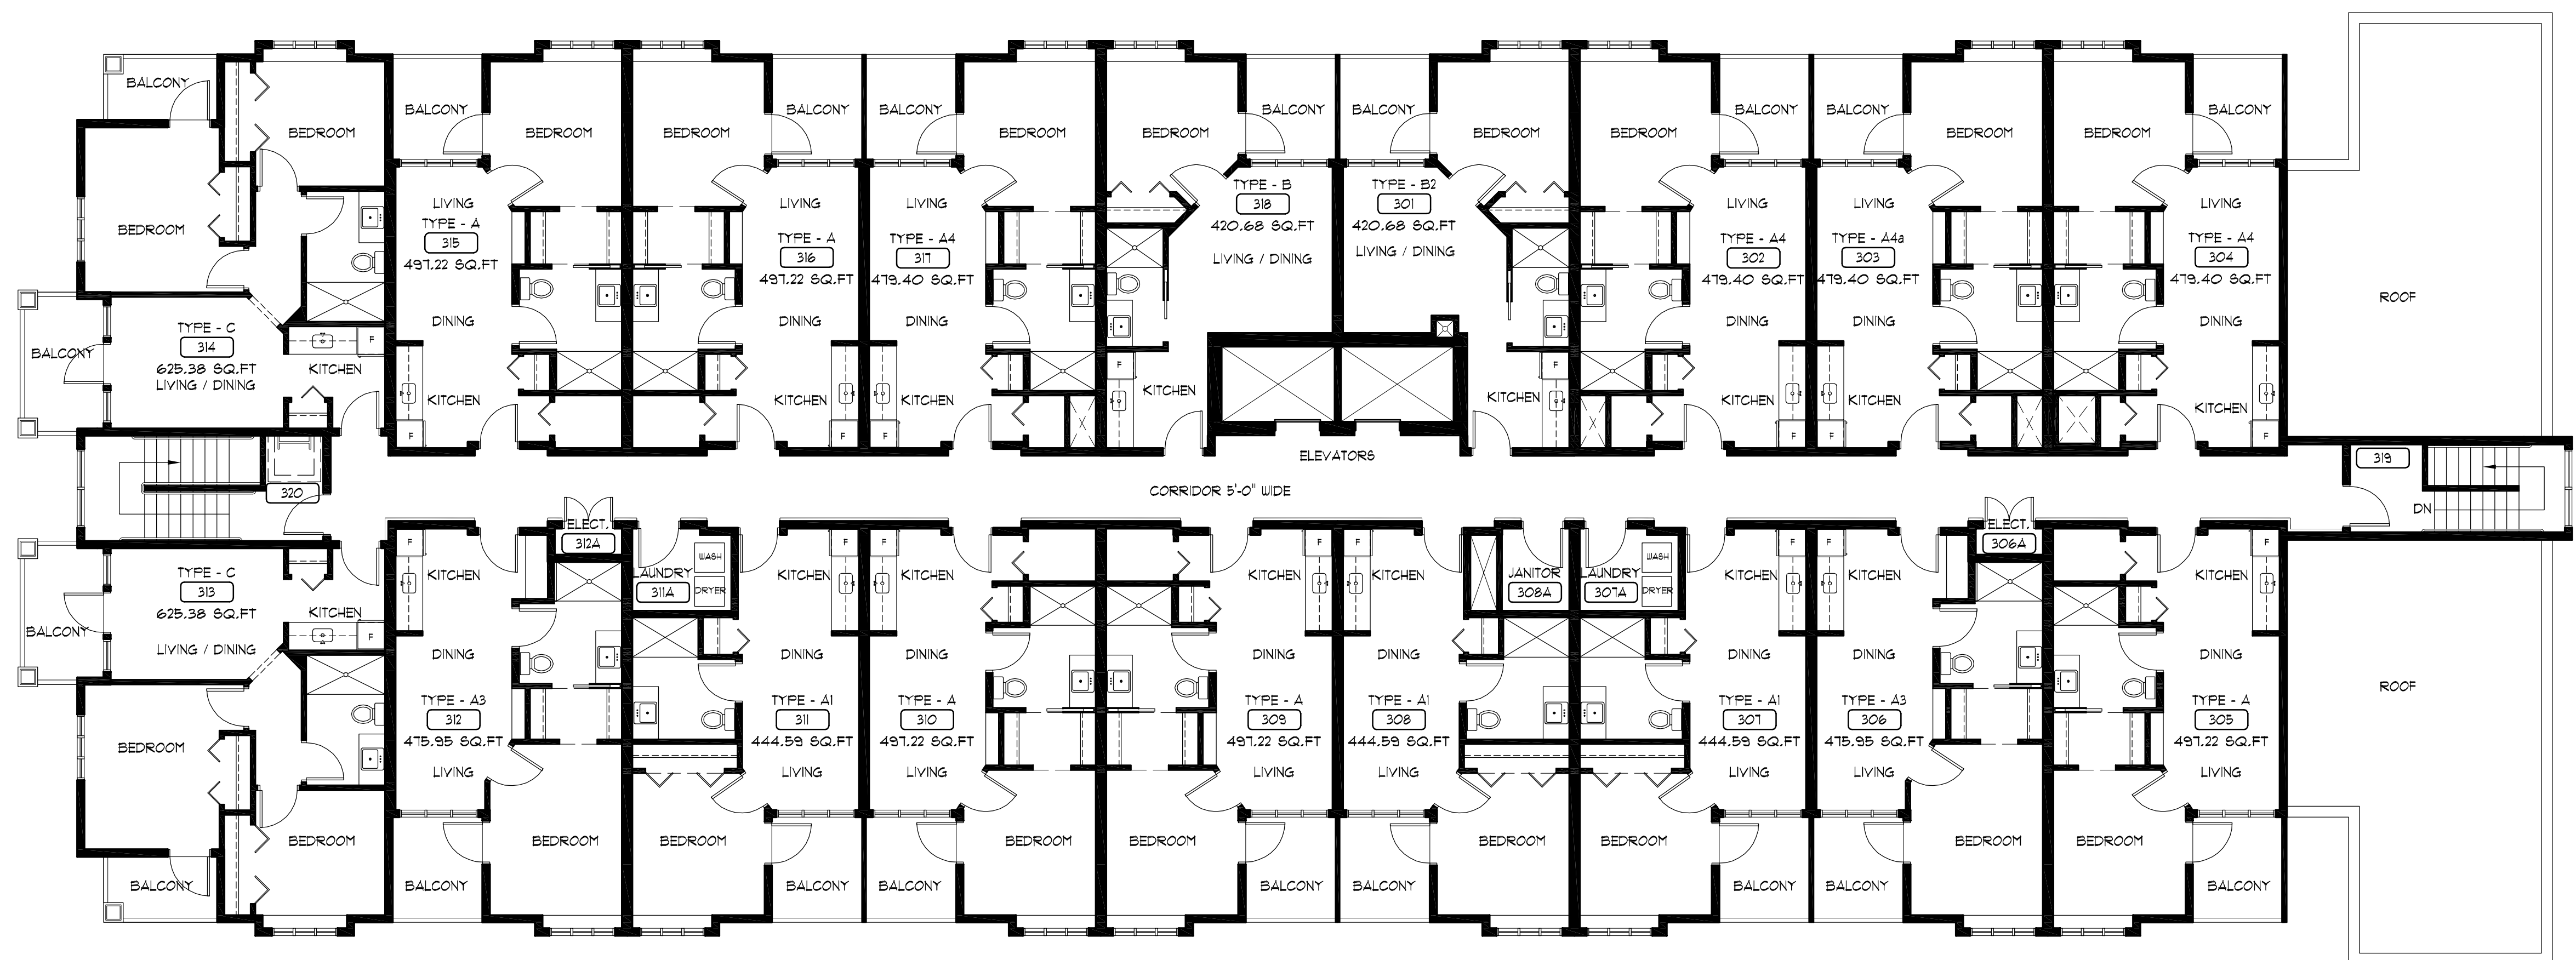 BALCONY
BEDROOM
BEDROOM
BALCONY
TYPE - C
314
625.38 SQ.FT
LIVING / DINING
KITCHEN
F
BALCONY
BEDROOM
LIVING
TYPE - A
315
497.22 SQ.FT
DINING
KITCHEN
F
BEDROOM
BALCONY
LIVING
TYPE - A
316
497.22 SQ.FT
DINING
KITCHEN
F
BALCONY
BEDROOM
LIVING
TYPE - A4
317
479.40 SQ.FT
DINING
KITCHEN
F
BEDROOM
BALCONY
TYPE - B
318
420.68 SQ.FT
LIVING / DINING
F
KITCHEN
BALCONY
BEDROOM
TYPE - B2
301
420.68 SQ.FT
LIVING / DINING
F
KITCHEN
BEDROOM
BALCONY
LIVING
TYPE - A4
302
479.40 SQ.FT
DINING
KITCHEN
F
BALCONY
BEDROOM
LIVING
TYPE - A4a
303
479.40 SQ.FT
DINING
KITCHEN
F
BEDROOM
BALCONY
LIVING
TYPE - A4
304
479.40 SQ.FT
DINING
KITCHEN
F
ROOF
ELEVATORS
320
CORRIDOR 5'-0" WIDE
319
DN
TYPE - C
313
625.38 SQ.FT
LIVING / DINING
KITCHEN
F
BALCONY
BEDROOM
BEDROOM
BALCONY
F
KITCHEN
DINING
TYPE - A3
312
475.95 SQ.FT
LIVING
BEDROOM
BALCONY
ELECT.
312A
LAUNDRY
311A
WASH
DRYER
F
KITCHEN
DINING
TYPE - A1
311
444.59 SQ.FT
LIVING
BEDROOM
BALCONY
F
KITCHEN
DINING
TYPE - A
310
497.22 SQ.FT
LIVING
BEDROOM
BALCONY
F
KITCHEN
DINING
TYPE - A
309
497.22 SQ.FT
LIVING
BEDROOM
BALCONY
F
KITCHEN
DINING
TYPE - A1
308
444.59 SQ.FT
LIVING
BEDROOM
BALCONY
JANITOR
308A
LAUNDRY
307A
WASH
DRYER
F
KITCHEN
DINING
TYPE - A1
307
444.59 SQ.FT
LIVING
BEDROOM
BALCONY
F
KITCHEN
DINING
TYPE - A3
306
475.95 SQ.FT
LIVING
BEDROOM
BALCONY
ELECT.
306A
F
KITCHEN
DINING
TYPE - A
305
497.22 SQ.FT
LIVING
BEDROOM
BALCONY
ROOF